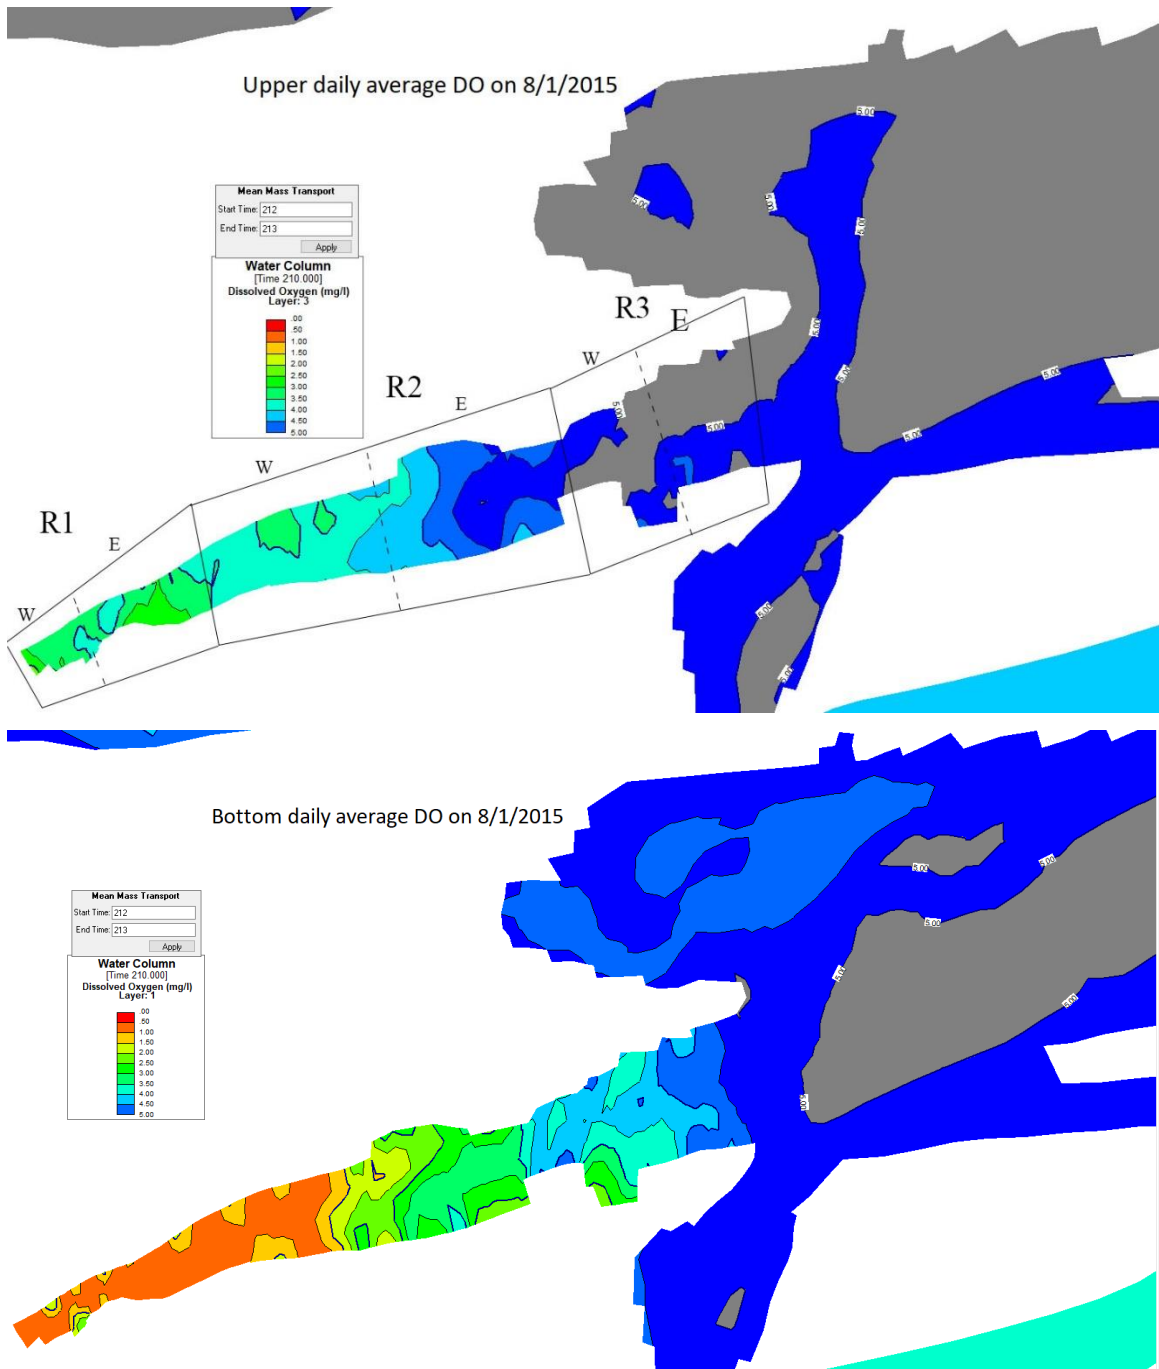 Upper daily average DO on 8/1/2015
5.00
5.00
5.00
5.00
Mean Mass Transport
Start Time: 212
End Time: 213
Apply
Water Column
[Time 210.000]
Dissolved Oxygen (mg/l)
Layer: 3
.00
.50
1.00
1.50
2.00
2.50
3.00
3.50
4.00
4.50
5.00
R3
E
W
5.00
5.00
5.00
R2
E
5.00
5.00
5.00
W
R1
E
W
5.00
5.00
Bottom daily average DO on 8/1/2015
5.00
5.00
5.00
Mean Mass Transport
Start Time: 212
End Time: 213
Apply
Water Column
[Time 210.000]
Dissolved Oxygen (mg/l)
Layer: 1
.00
.50
1.00
1.50
2.00
2.50
3.00
3.50
4.00
4.50
5.00
5.00
5.00
5.00